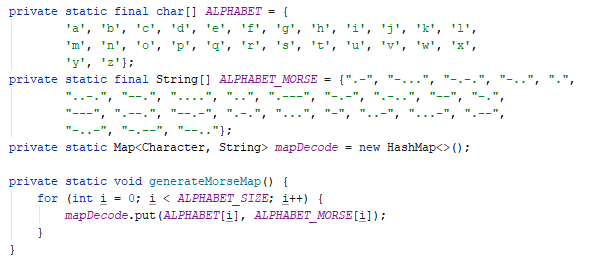 private static final char[] ALPHABET = {
'a', 'b', 'c', 'd', 'e', 'f', 'g', 'h', 'i', 'j', 'k', 'l',
'm', 'n', 'o', 'p', 'q', 'r', 's', 't', 'u', 'v', 'w', 'x',
'y', 'z'};
private static final String[] ALPHABET_MORSE = {".-", "-...", "-.-.", "-..", ".",
"..-.", "--.", "....", "..", ".---", "-.-", ".-..", "--", "-.",
"---", ".--.", "--.-", ".-.", "...", "-", "..-", "...-", ".--",
"-..-", "-.--", "--.."};
private static Map<Character, String> mapDecode = new HashMap<>();
private static void generateMorseMap() {
for (int i = 0; i < ALPHABET_SIZE; i++) {
mapDecode.put(ALPHABET[i], ALPHABET_MORSE[i]);
}
}